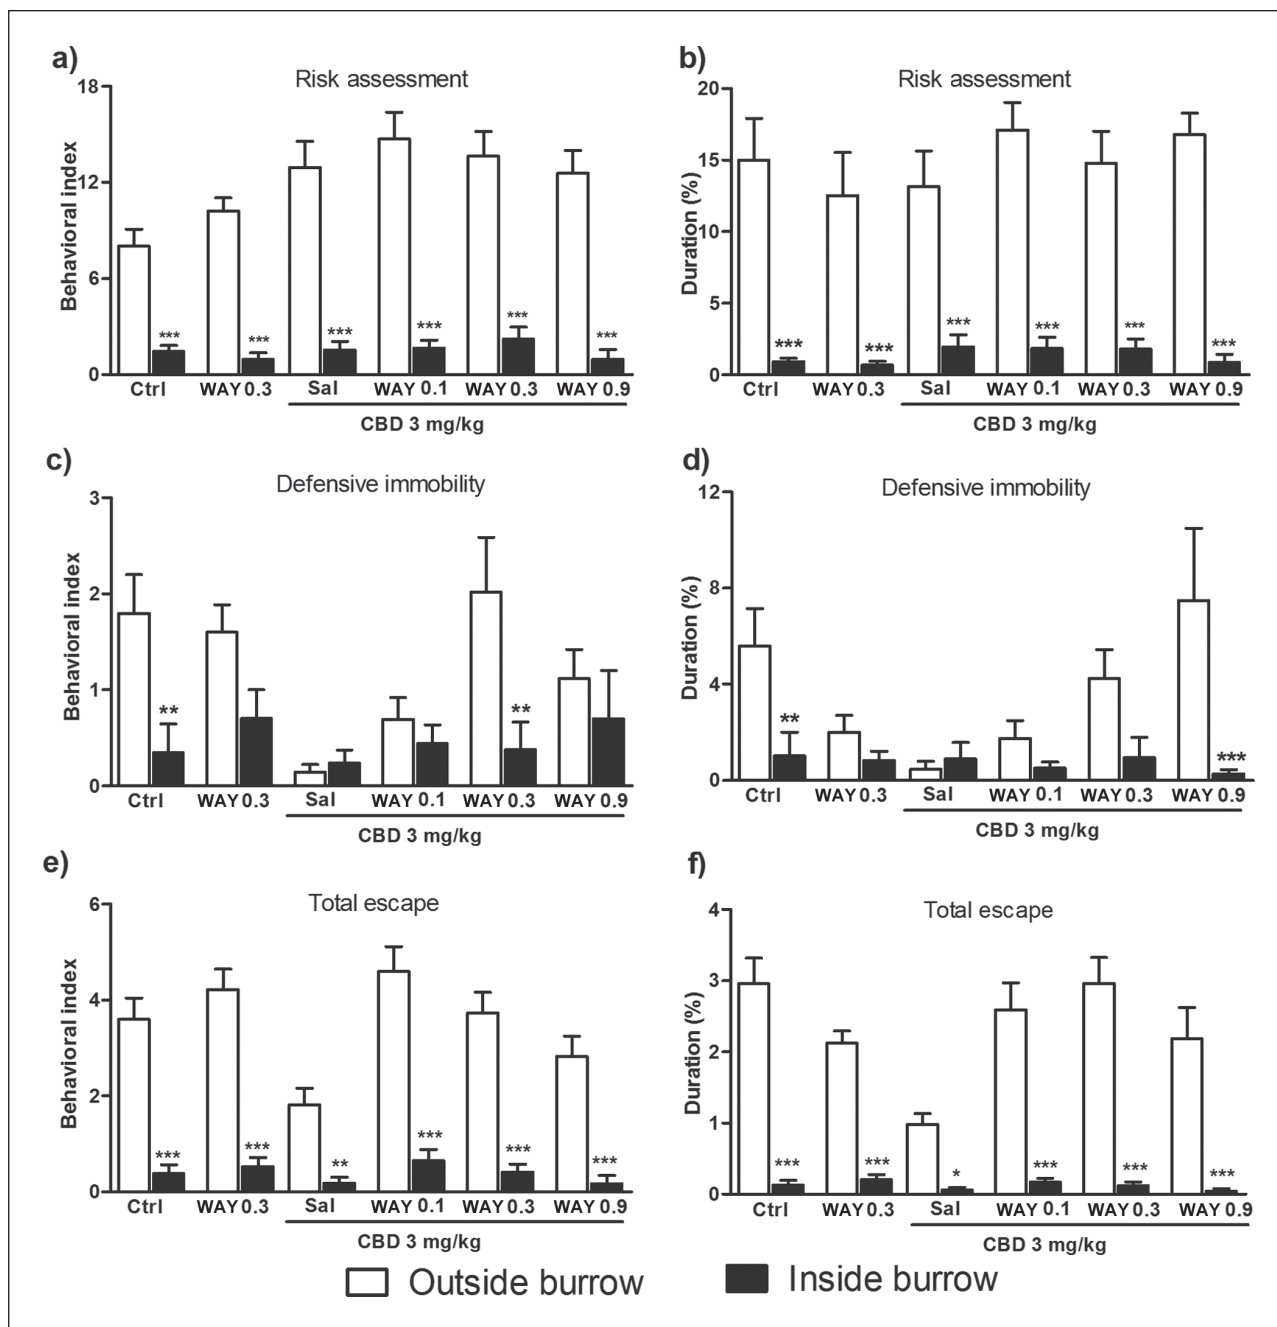 a)
Risk assessment
Behavioral index
18
12
6
0
***
***
***
***
***
***
Ctrl WAY 0.3 Sal WAY 0.1 WAY 0.3 WAY 0.9
CBD 3 mg/kg
b)
Risk assessment
Duration (%)
20
15
10
5
0
***
***
***
***
***
***
Ctrl WAY 0.3 Sal WAY 0.1 WAY 0.3 WAY 0.9
CBD 3 mg/kg
c)
Defensive immobility
Behavioral index
3
2
1
0
**
**
Ctrl WAY 0.3 Sal WAY 0.1 WAY 0.3 WAY 0.9
CBD 3 mg/kg
d)
Defensive immobility
Duration (%)
12
8
4
0
**
***
Ctrl WAY 0.3 Sal WAY 0.1 WAY 0.3 WAY 0.9
CBD 3 mg/kg
e)
Total escape
Behavioral index
6
4
2
0
***
***
**
***
***
***
Ctrl WAY 0.3 Sal WAY 0.1 WAY 0.3 WAY 0.9
CBD 3 mg/kg
f)
Total escape
Duration (%)
4
3
2
1
0
***
***
*
***
***
***
Ctrl WAY 0.3 Sal WAY 0.1 WAY 0.3 WAY 0.9
CBD 3 mg/kg
Outside burrow
Inside burrow